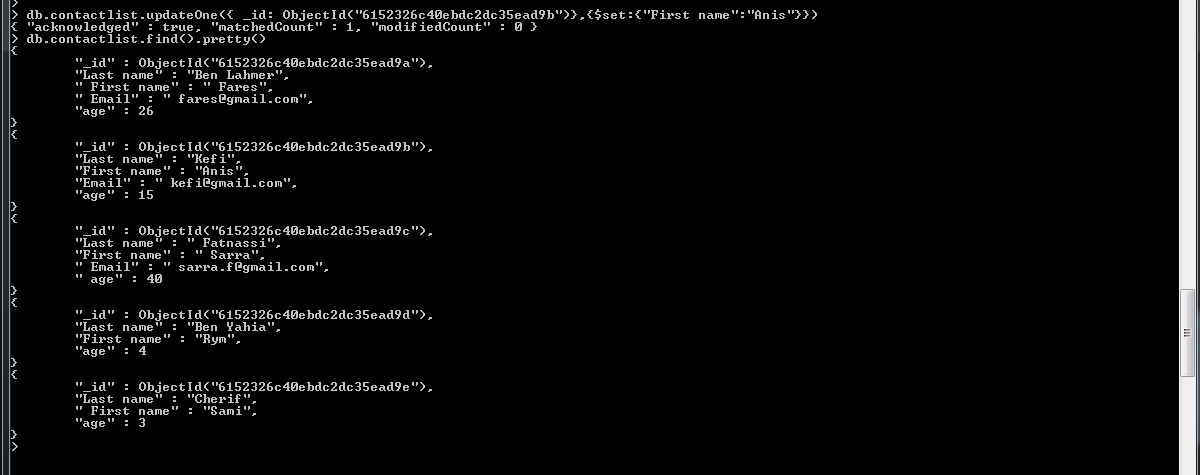 >
> db.contactlist.updateOne({ _id: ObjectId("6152326c40ebdc2dc35ead9b")},{$set:{"First name":"Anis"}})
{ "acknowledged" : true, "matchedCount" : 1, "modifiedCount" : 0 }
> db.contactlist.find().pretty()
{
"_id" : ObjectId("6152326c40ebdc2dc35ead9a"),
"Last name" : "Ben Lahmer",
" First name" : " Fares",
" Email" : " fares@gmail.com",
"age" : 26
}
{
"_id" : ObjectId("6152326c40ebdc2dc35ead9b"),
"Last name" : "Kefi",
"First name" : "Anis",
"Email" : " kefi@gmail.com",
"age" : 15
}
{
"_id" : ObjectId("6152326c40ebdc2dc35ead9c"),
"Last name" : " Fatnassi",
"First name" : " Sarra",
" Email" : " sarra.f@gmail.com",
" age" : 40
}
{
"_id" : ObjectId("6152326c40ebdc2dc35ead9d"),
"Last name" : "Ben Yahia",
"First name" : "Rym",
"age" : 4
}
{
"_id" : ObjectId("6152326c40ebdc2dc35ead9e"),
"Last name" : "Cherif",
" First name" : "Sami",
"age" : 3
}
>